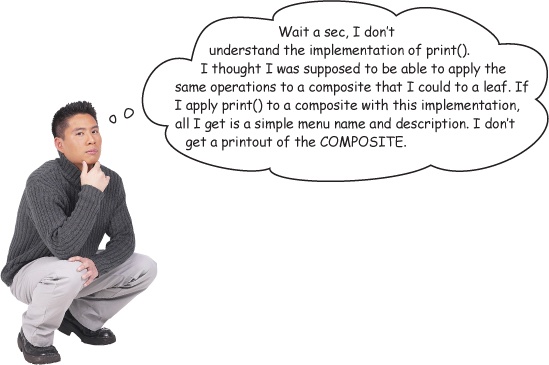 Wait a sec, I don't
understand the implementation of print().
I thought I was supposed to be able to apply the
same operations to a composite that I could to a leaf. If
I apply print() to a composite with this implementation,
all I get is a simple menu name and description. I don't
get a printout of the COMPOSITE.